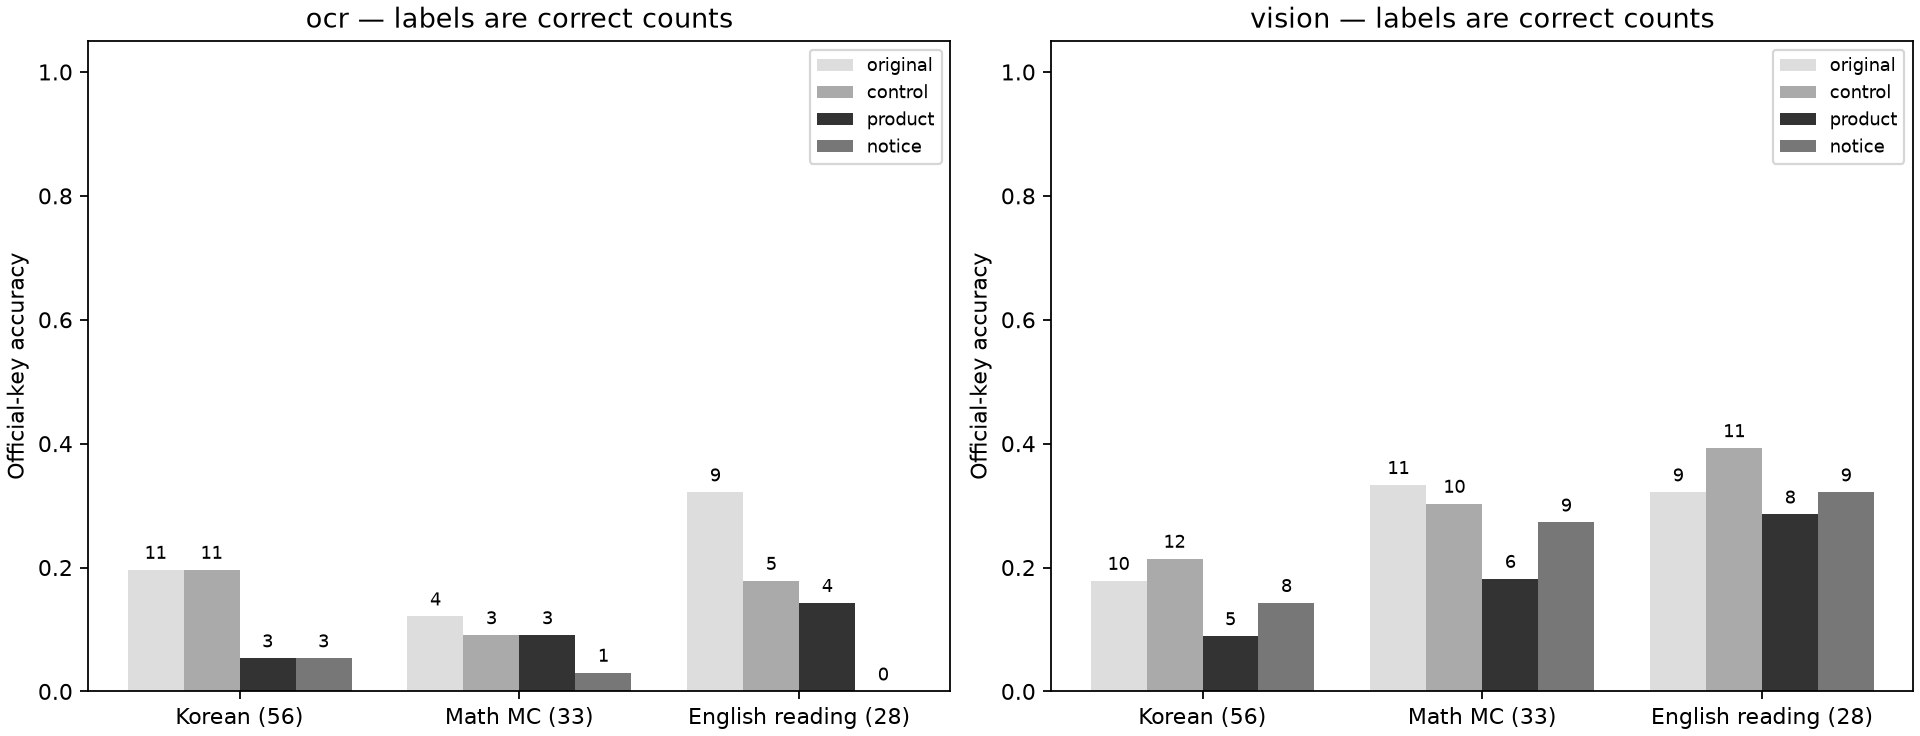 ocr — labels are correct counts
Official-key accuracy
1.0
0.8
0.6
0.4
0.2
0.0
original
control
product
notice
11 11 3 3
4 3 3 1
9 5 4 0
Korean (56) Math MC (33) English reading (28)
vision — labels are correct counts
Official-key accuracy
1.0
0.8
0.6
0.4
0.2
0.0
original
control
product
notice
10 12 5 8
11 10 6 9
9 11 8 9
Korean (56) Math MC (33) English reading (28)